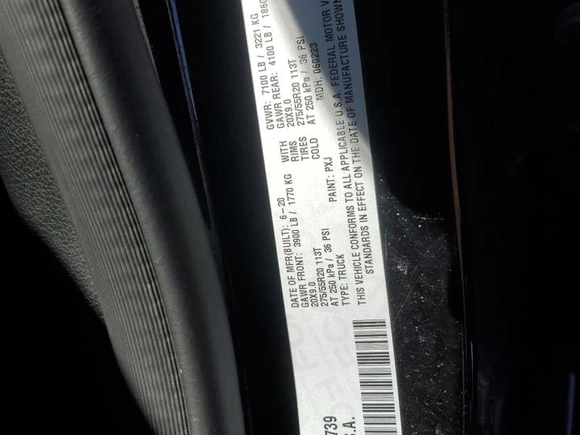 DATE OF MFR(BUILT): 6-20 GVWR: 7100 LB / 3221 KG
GAWR FRONT: 3900 LB / 1770 KG WITH GAWR REAR: 4100 LB / 1860
20X9.0 RIMS 20X9.0
275/55R20 113T TIRES 275/55R20 113T
AT 250 kPa / 36 PSI COLD AT 250 kPa / 36 PSI
TYPE: TRUCK PAINT: PXJ MDH: 060223
THIS VEHICLE CONFORMS TO ALL APPLICABLE U.S.A. FEDERAL MOTOR V
STANDARDS IN EFFECT ON THE DATE OF MANUFACTURE SHOWN
739
S.A.